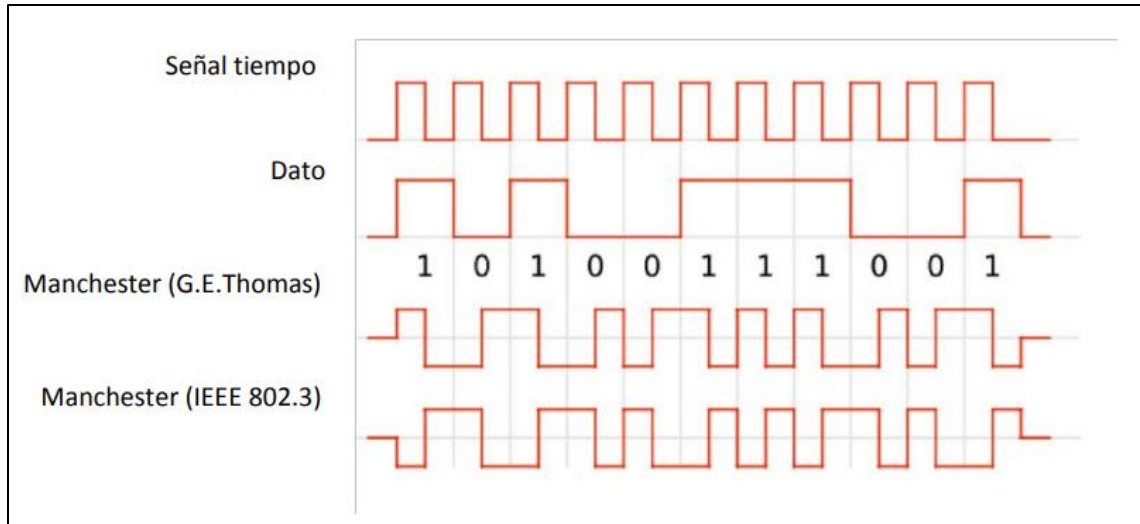 Señal tiempo
Dato
1 0 1 0 0 1 1 1 0 0 1
Manchester (G.E.Thomas)
Manchester (IEEE 802.3)